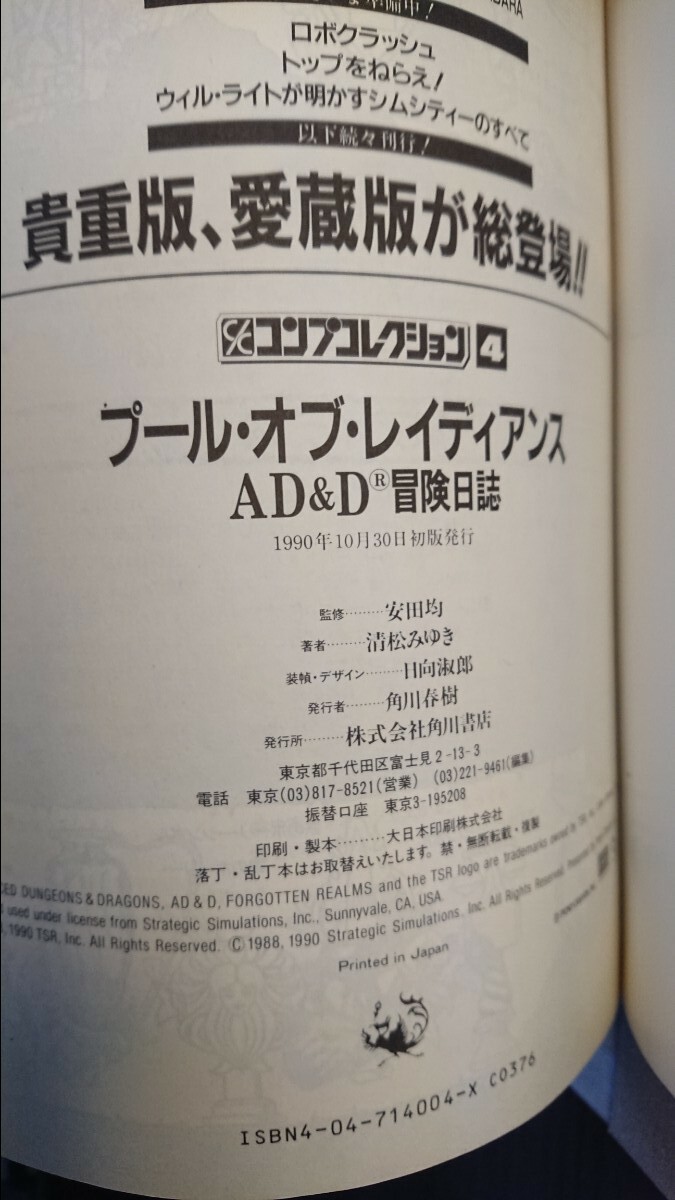 備中!
ロボクラッシュ
トップをねらえ!
ウィル・ライトが明かすシムシティーのすべて
以下続々刊行!
貴重版、愛蔵版が総登場!!
コンプコレクション 4
プール・オブ・レイディアンス
AD&D®冒険日誌
1990年10月30日初版発行
監修………安田均
著者………清松みゆき
装幀・デザイン………日向淑郎
発行者………角川春樹
発行所………株式会社角川書店
東京都千代田区富士見2-13-3
電話 東京(03)817-8521(営業) (03)221-9461(編集)
振替口座 東京3-195208
印刷・製本………大日本印刷株式会社
落丁・乱丁本はお取替えいたします。禁・無断転載・複製
DUNGEONS & DRAGONS, AD & D, FORGOTTEN REALMS and the TSR logo are trademarks owned by TSR, Inc.
used under license from Strategic Simulations, Inc., Sunnyvale, CA, USA
1990 TSR, Inc. All Rights Reserved. ©1988, 1990 Strategic Simulations, Inc. All Rights Reserved.
Printed in Japan
ISBN4-04-714004-X C0376